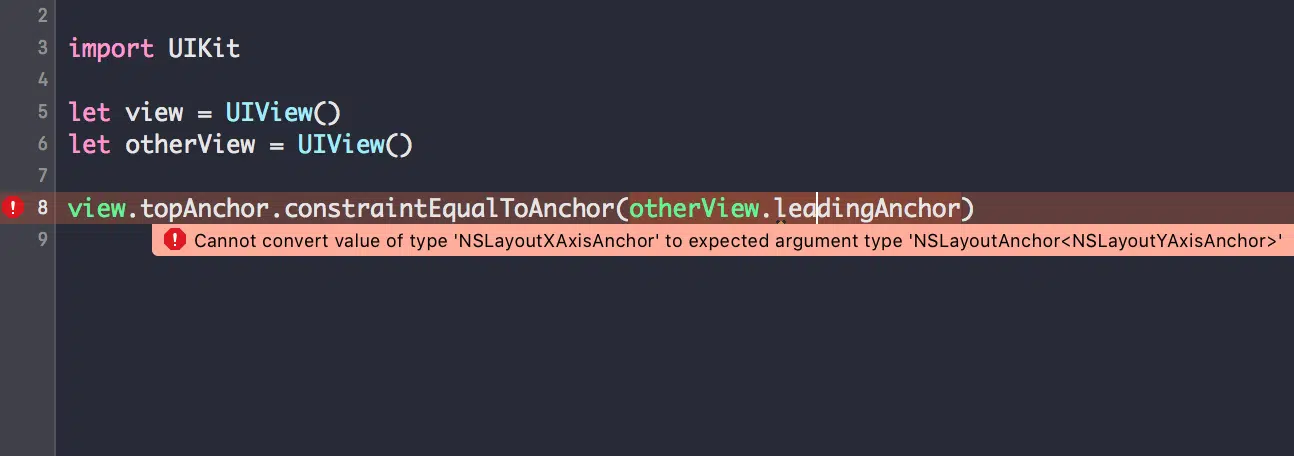 2
3 import UIKit
4
5 let view = UIView()
6 let otherView = UIView()
7
8 view.topAnchor.constraintEqualToAnchor(otherView.leadingAnchor)
9 Cannot convert value of type 'NSLayoutXAxisAnchor' to expected argument type 'NSLayoutAnchor<NSLayoutYAxisAnchor>'